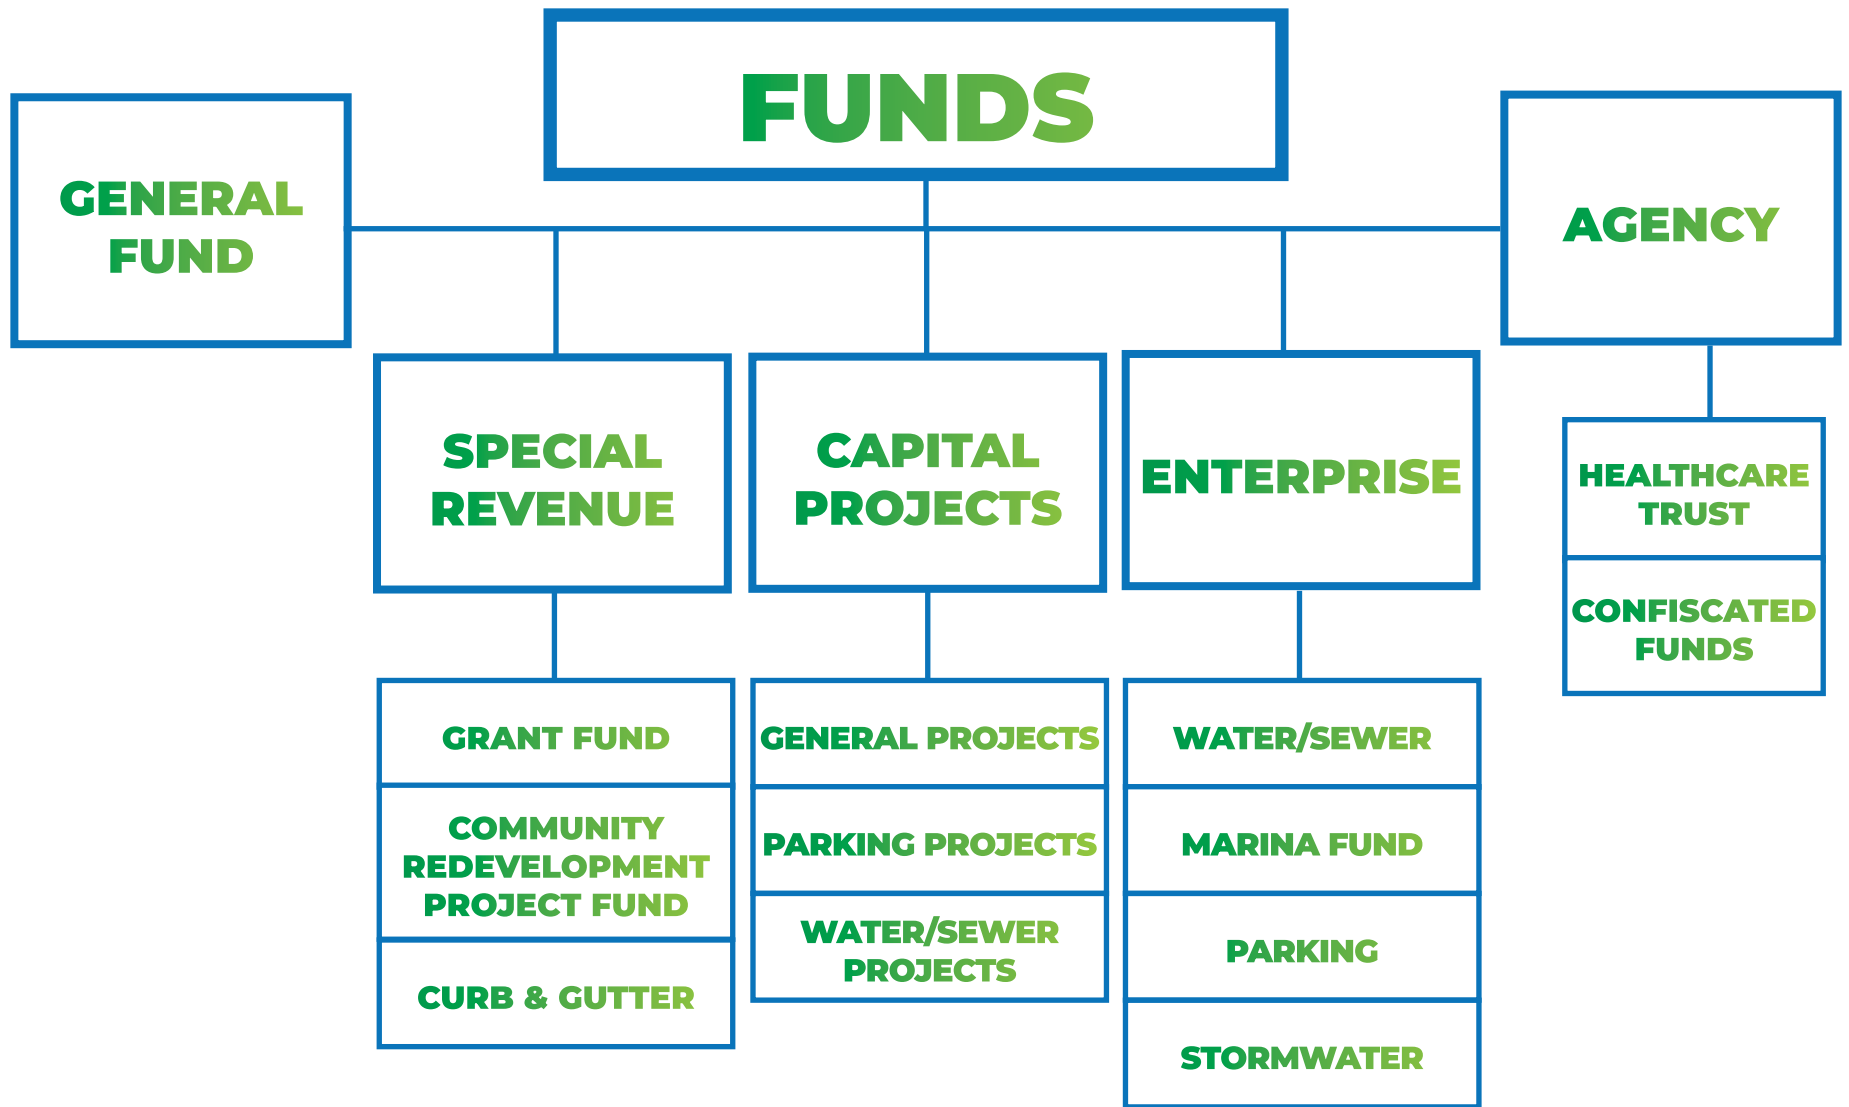 FUNDS
GENERAL
FUND
AGENCY
SPECIAL
REVENUE
CAPITAL
PROJECTS
ENTERPRISE
HEALTHCARE
TRUST
CONFISCATED
FUNDS
GRANT FUND
COMMUNITY
REDEVELOPMENT
PROJECT FUND
CURB & GUTTER
GENERAL PROJECTS
PARKING PROJECTS
WATER/SEWER
PROJECTS
WATER/SEWER
MARINA FUND
PARKING
STORMWATER